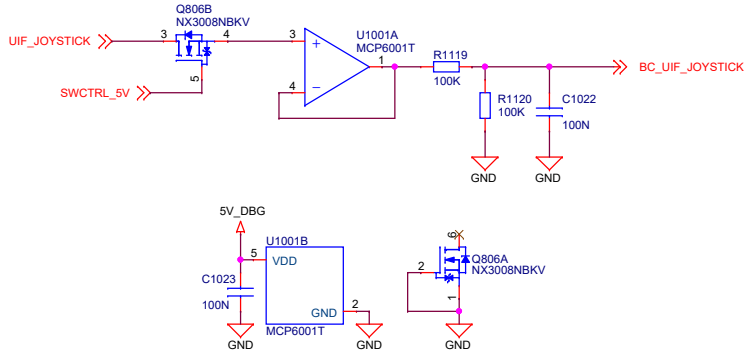 Q806B
NX3008NBKV
UIF_JOYSTICK
3
4
5
SWCTRL_5V
3
4
+
−
1
U1001A
MCP6001T
R1119
100K
R1120
100K
C1022
100N
BC_UIF_JOYSTICK
GND
GND
5V_DBG
U1001B
5
VDD
C1023
100N
GND
2
MCP6001T
GND
GND
6
Q806A
NX3008NBKV
2
1
GND